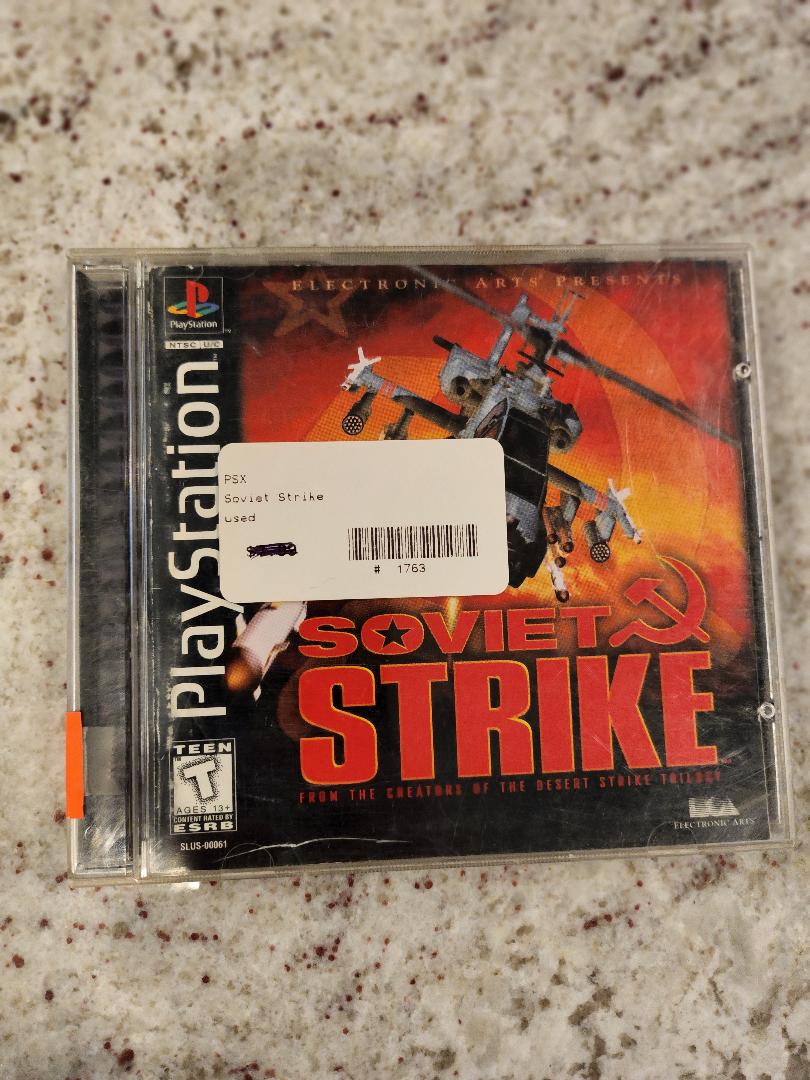 ELECTRONIC ARTS PRESENTS
PlayStation
NTSC U/C
PlayStation
PSX
Soviet Strike
used
# 1763
SOVIET
STRIKE
FROM THE CREATORS OF THE DESERT STRIKE TRILOGY
TEEN
T
AGES 13+
CONTENT RATED BY
ESRB
SLUS-00061
ELECTRONIC ARTS